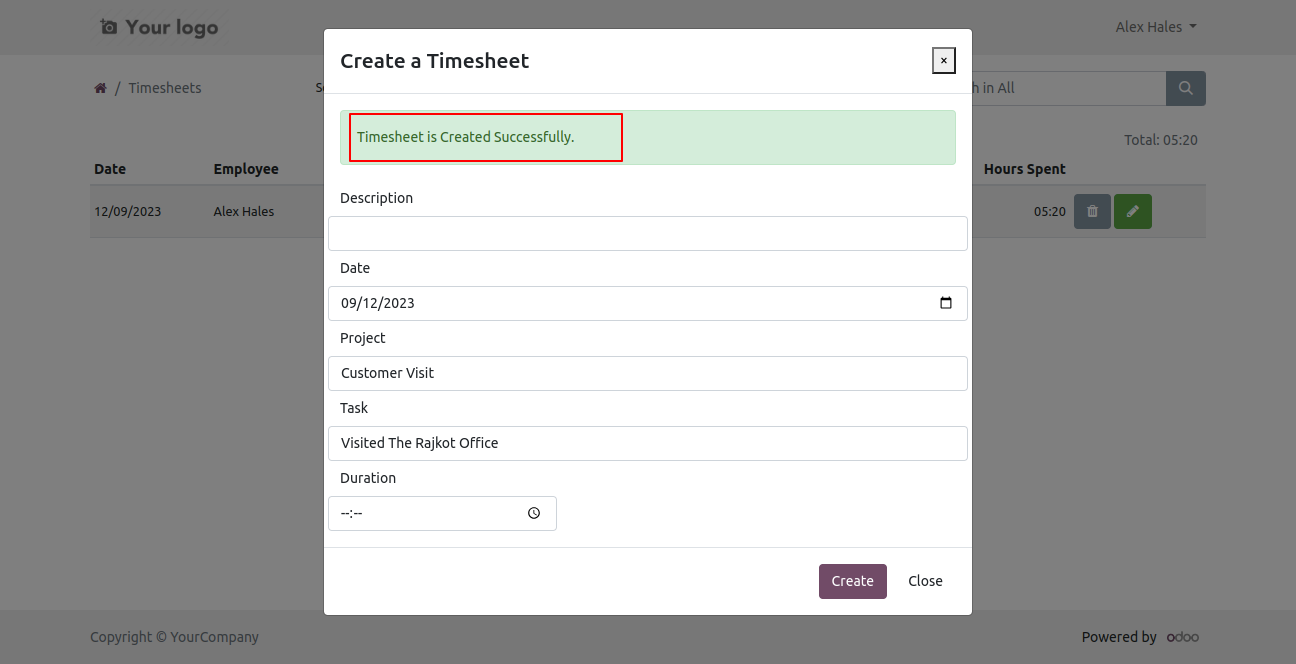 Your logo
Alex Hales
Create a Timesheet
×
/ Timesheets
in All
Timesheet is Created Successfully.
Total: 05:20
Date Employee Hours Spent
12/09/2023 Alex Hales 05:20
Description
Date
09/12/2023
Project
Customer Visit
Task
Visited The Rajkot Office
Duration
--:--
Create Close
Copyright © YourCompany
Powered by odoo